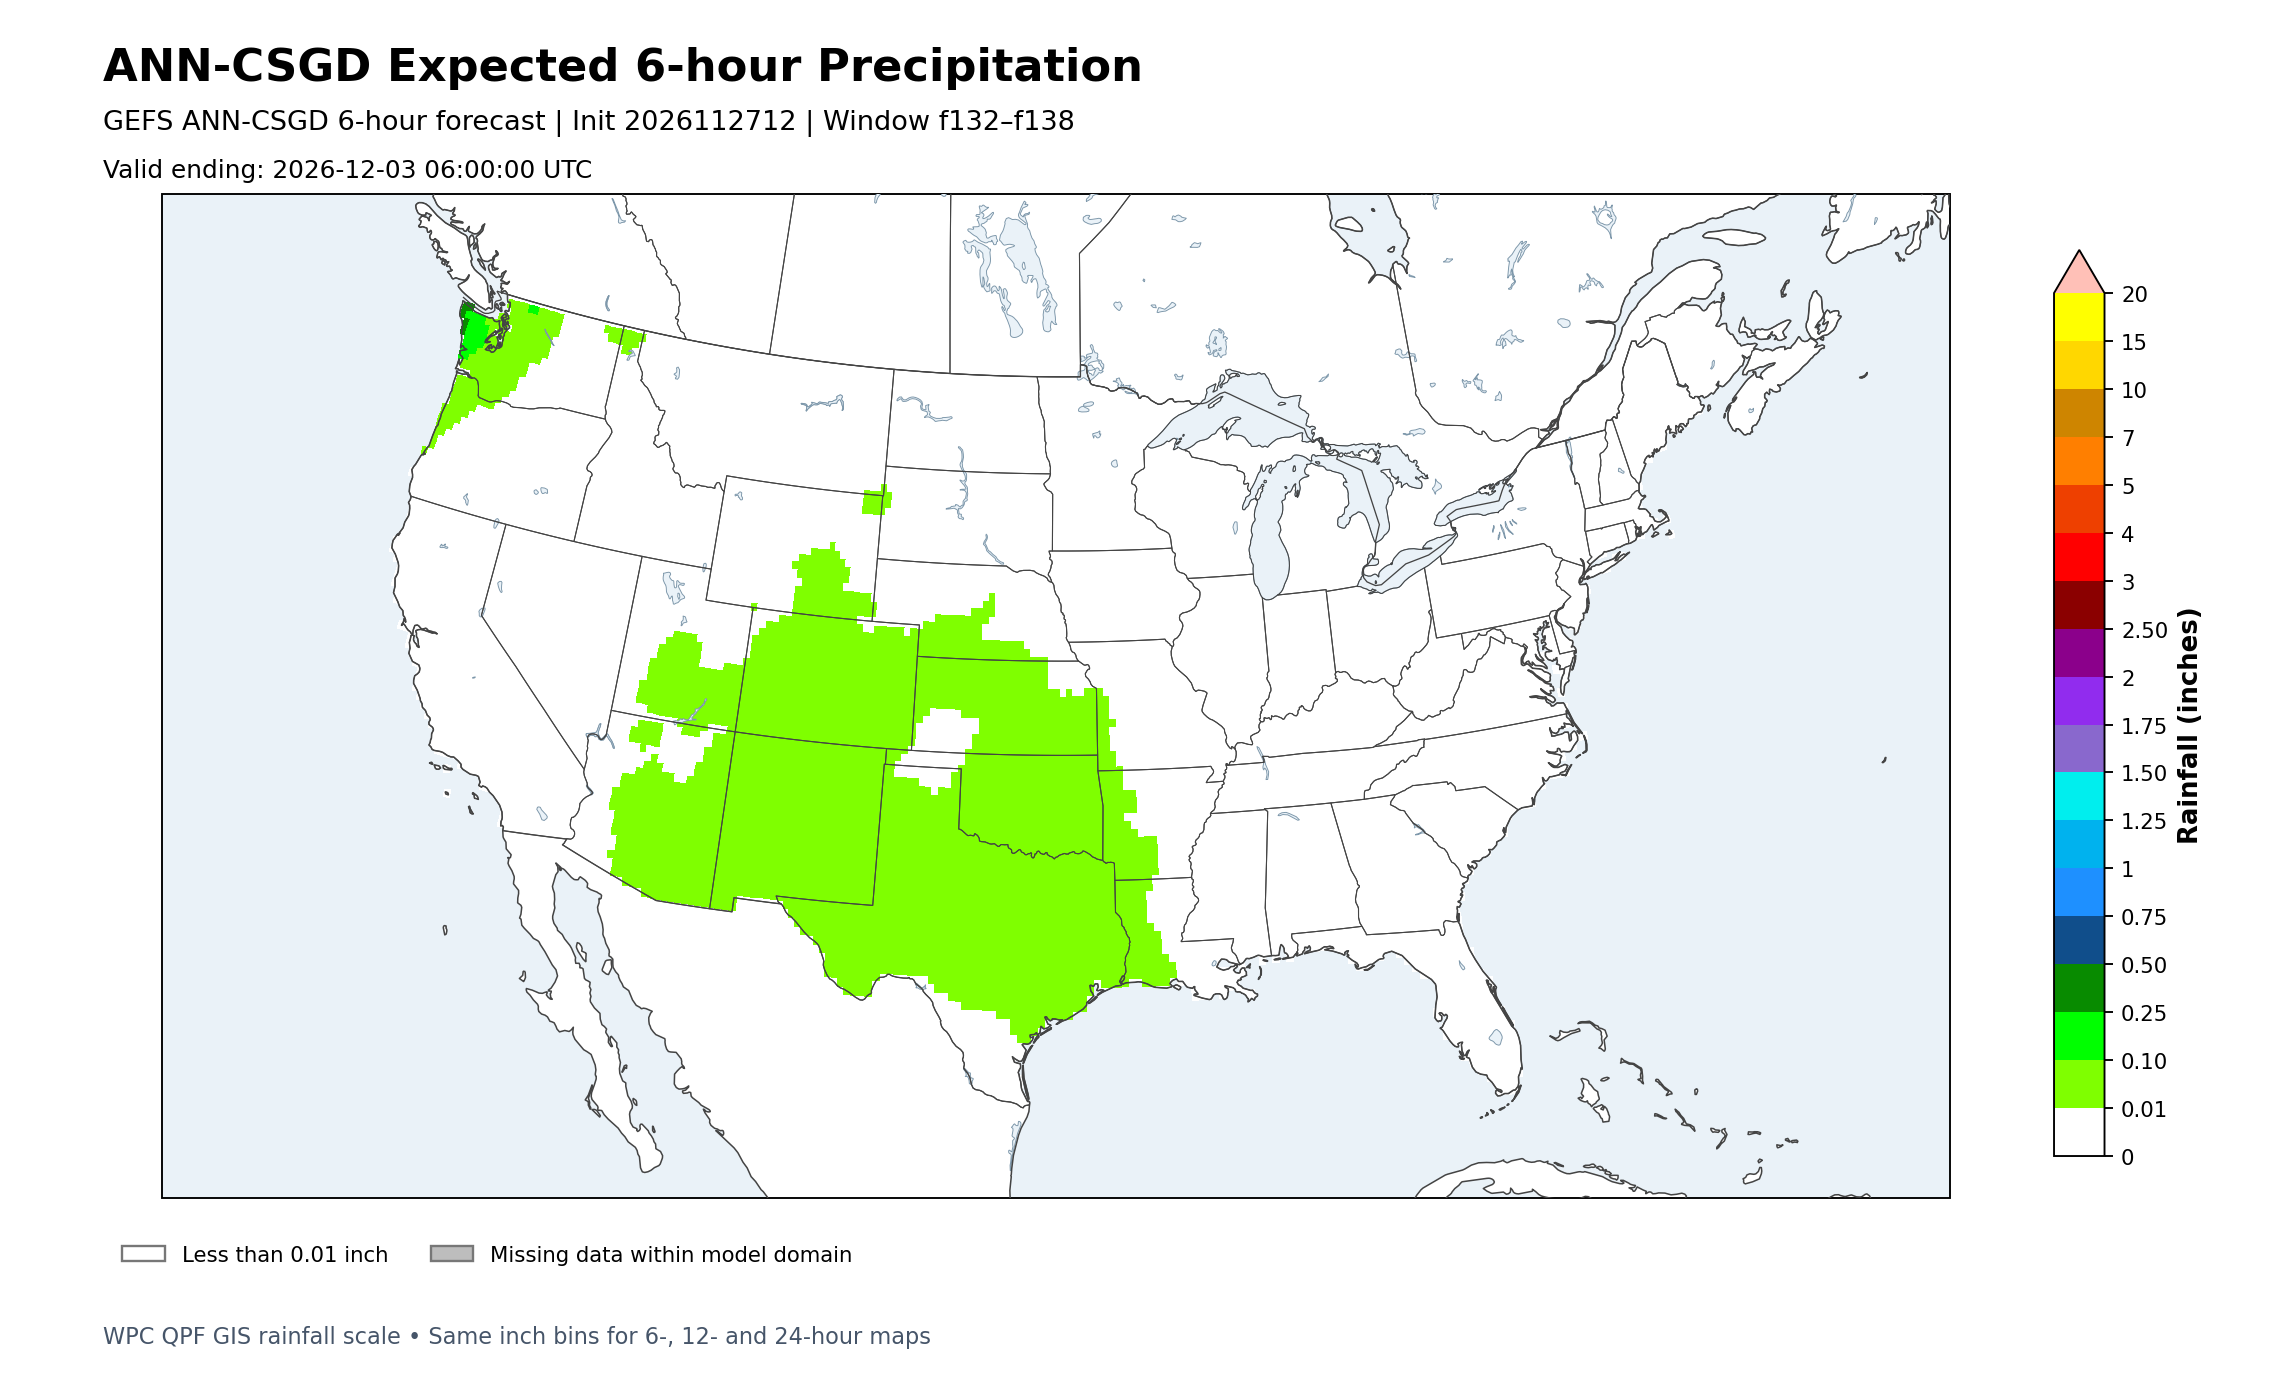 ANN-CSGD Expected 6-hour Precipitation
GEFS ANN-CSGD 6-hour forecast | Init 2026112712 | Window f132–f138
Valid ending: 2026-12-03 06:00:00 UTC
20
15
10
7
5
4
3
2.50
2
1.75
1.50
1.25
1
0.75
0.50
0.25
0.10
0.01
0
Rainfall (inches)
Less than 0.01 inch
Missing data within model domain
WPC QPF GIS rainfall scale • Same inch bins for 6-, 12- and 24-hour maps